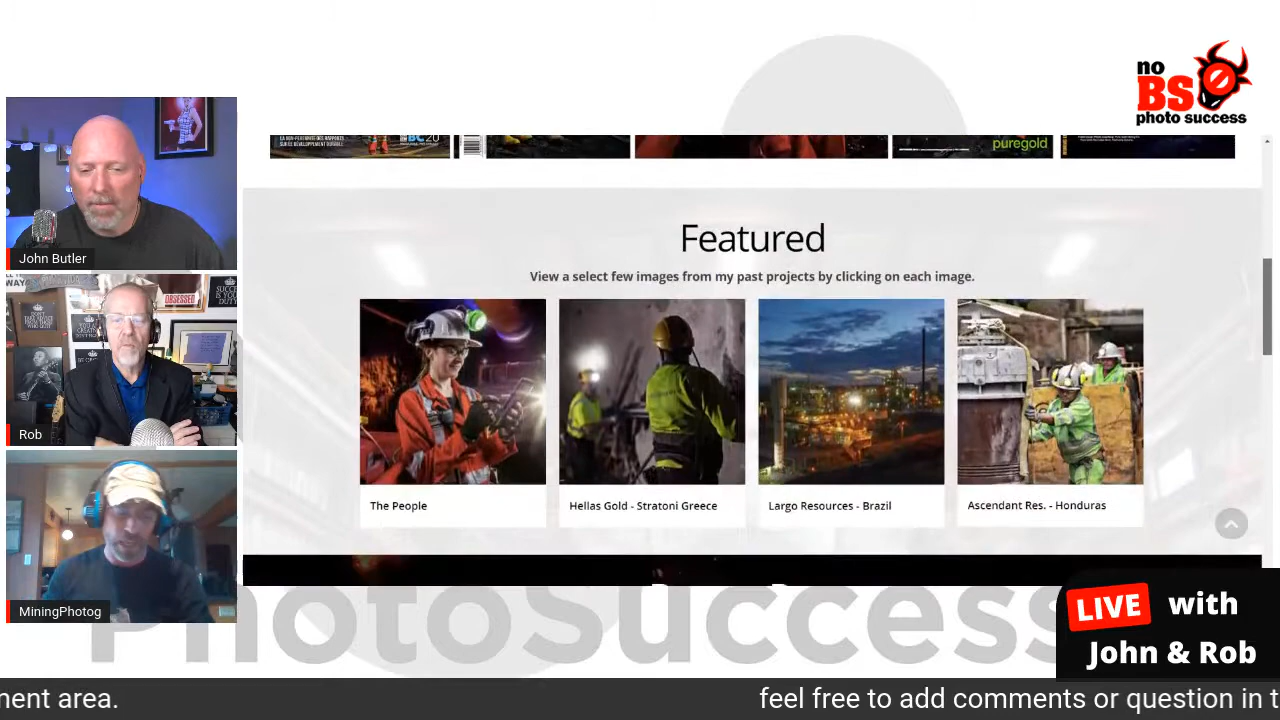 no
BS
photo success
John Butler
OBSESSED
Rob
MiningPhotog
puregold
Featured
View a select few images from my past projects by clicking on each image.
The People
Hellas Gold - Stratoni Greece
Largo Resources - Brazil
Ascendant Res. - Honduras
PhotoSuccess
LIVE with
John & Rob
ment area.
feel free to add comments or question in t